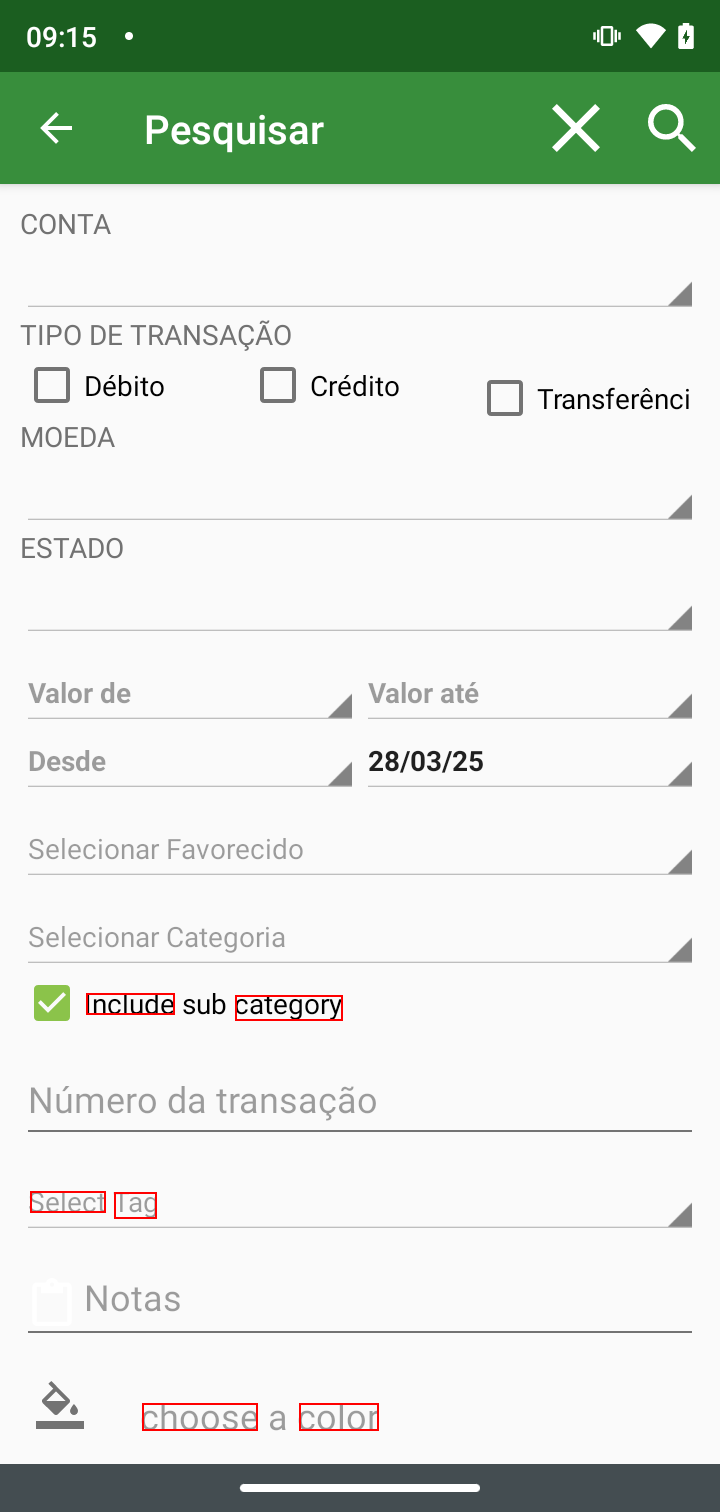 09:15
Pesquisar
CONTA
TIPO DE TRANSAÇÃO
Débito Crédito Transferênci
MOEDA
ESTADO
Valor de Valor até
Desde 28/03/25
Selecionar Favorecido
Selecionar Categoria
Include sub category
Número da transação
Select Tag
Notas
choose a color